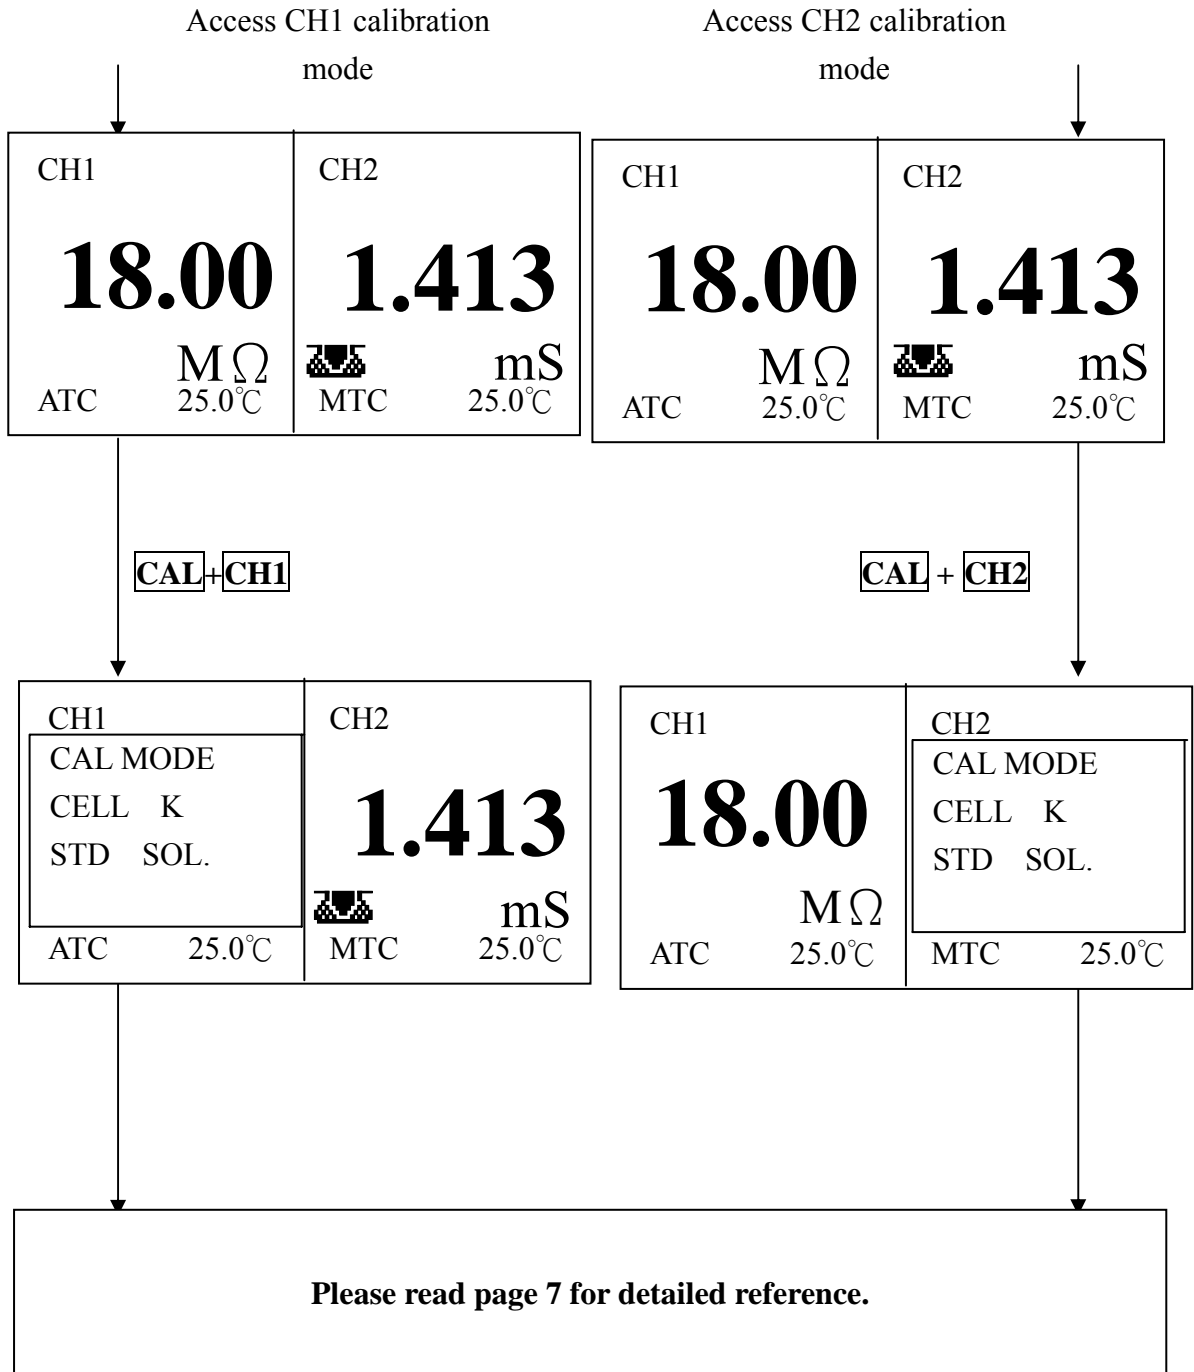 Access CH1 calibration
mode
Access CH2 calibration
mode
CH1
CH2
18.00
1.413
MΩ
mS
ATC 25.0℃
MTC 25.0℃
CH1
CH2
18.00
1.413
MΩ
mS
ATC 25.0℃
MTC 25.0℃
CAL+CH1
CAL + CH2
CH1
CAL MODE
CELL K
STD SOL.
ATC 25.0℃
CH2
1.413
mS
MTC 25.0℃
CH1
18.00
MΩ
ATC 25.0℃
CH2
CAL MODE
CELL K
STD SOL.
MTC 25.0℃
Please read page 7 for detailed reference.